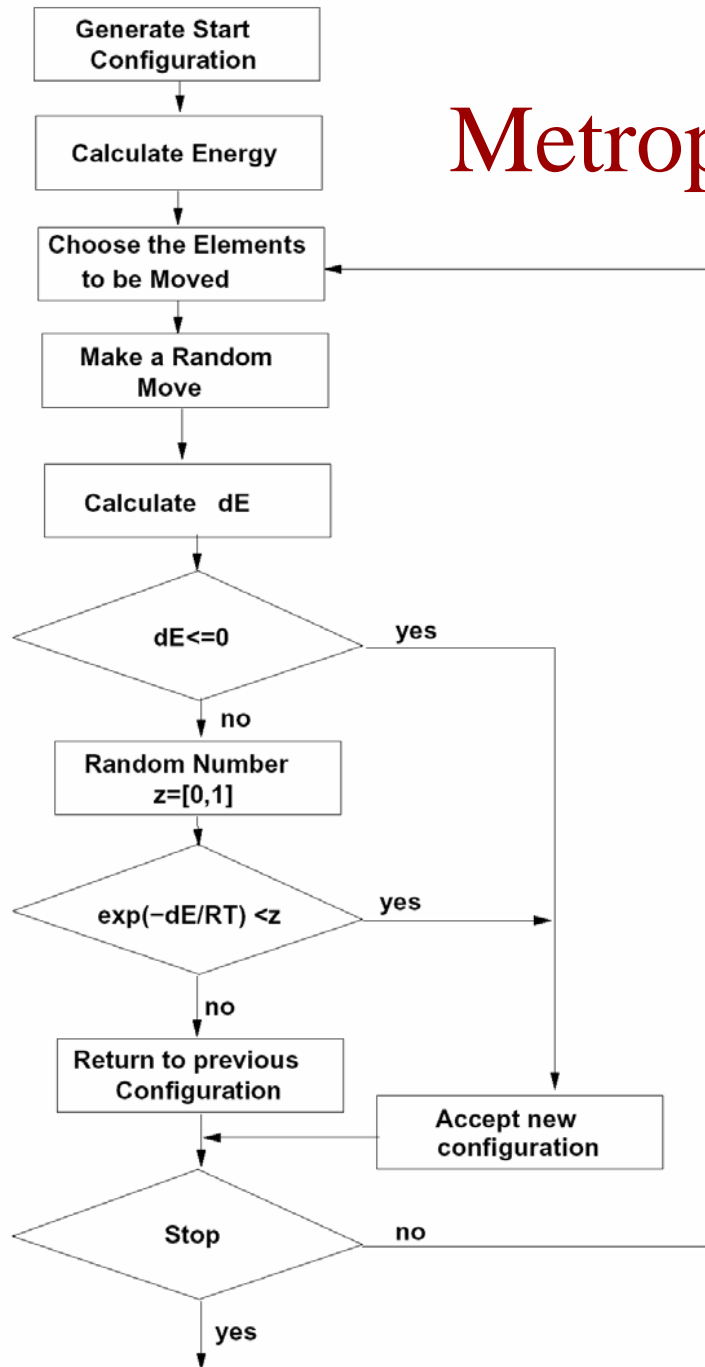 Generate Start
Configuration
Metrop
Calculate Energy
Choose the Elements
to be Moved
Make a Random
Move
Calculate dE
dE<=0
yes
no
Random Number
z=[0,1]
exp(−dE/RT) <z
yes
no
Return to previous
Configuration
Accept new
configuration
Stop
no
yes